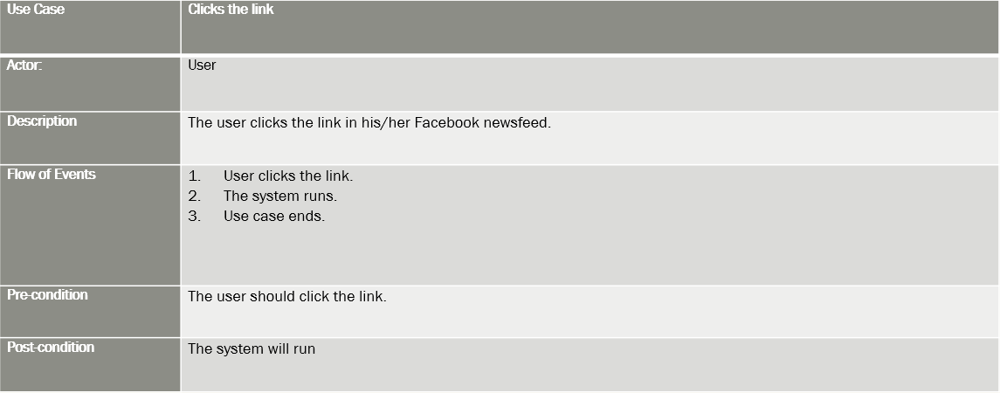 Use Case Clicks the link
Actor: User
Description The user clicks the link in his/her Facebook newsfeed.
Flow of Events 1. User clicks the link.
2. The system runs.
3. Use case ends.
Pre-condition The user should click the link.
Post-condition The system will run